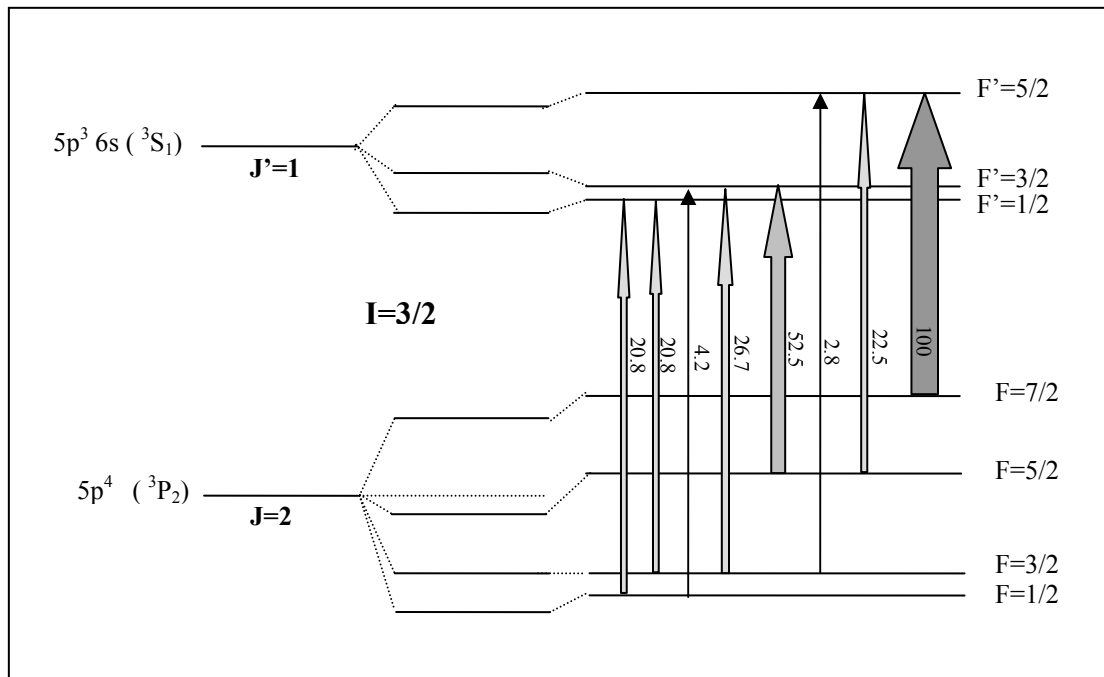 F'=5/2
5p³ 6s ( ³S₁)
J'=1
F'=3/2
F'=1/2
I=3/2
20.8
20.8
4.2
26.7
52.5
2.8
22.5
100
F=7/2
F=5/2
5p⁴ ( ³P₂)
J=2
F=3/2
F=1/2